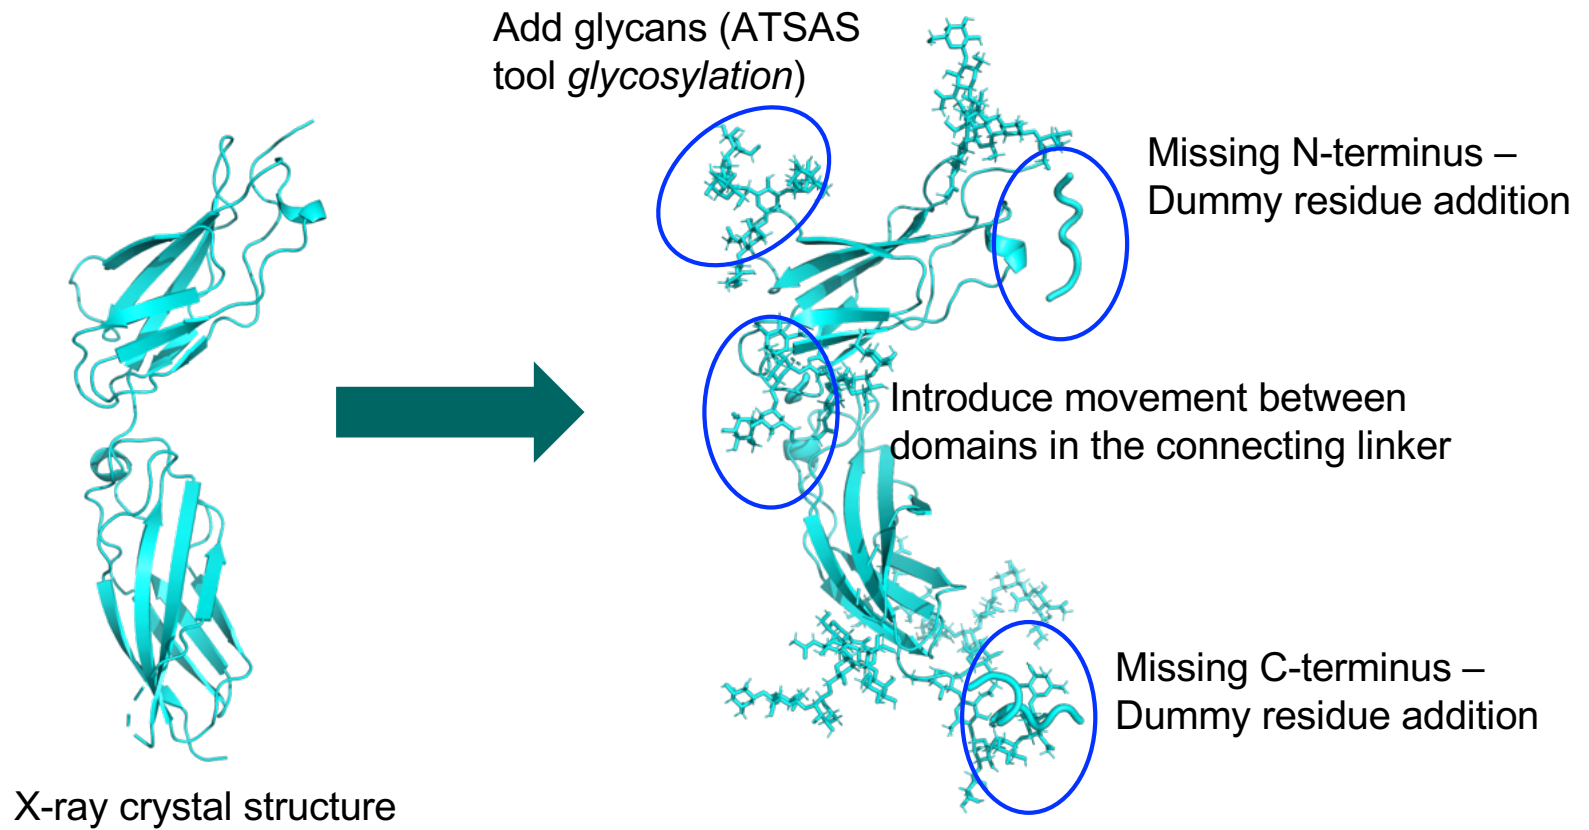 Add glycans (ATSAS
tool glycosylation)
Missing N-terminus –
Dummy residue addition
Introduce movement between
domains in the connecting linker
Missing C-terminus –
Dummy residue addition
X-ray crystal structure